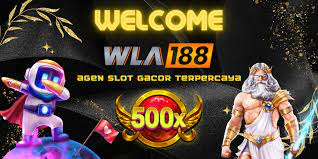 WELCOME
WLA188
AGEN SLOT GACOR TERPERCAYA
500x